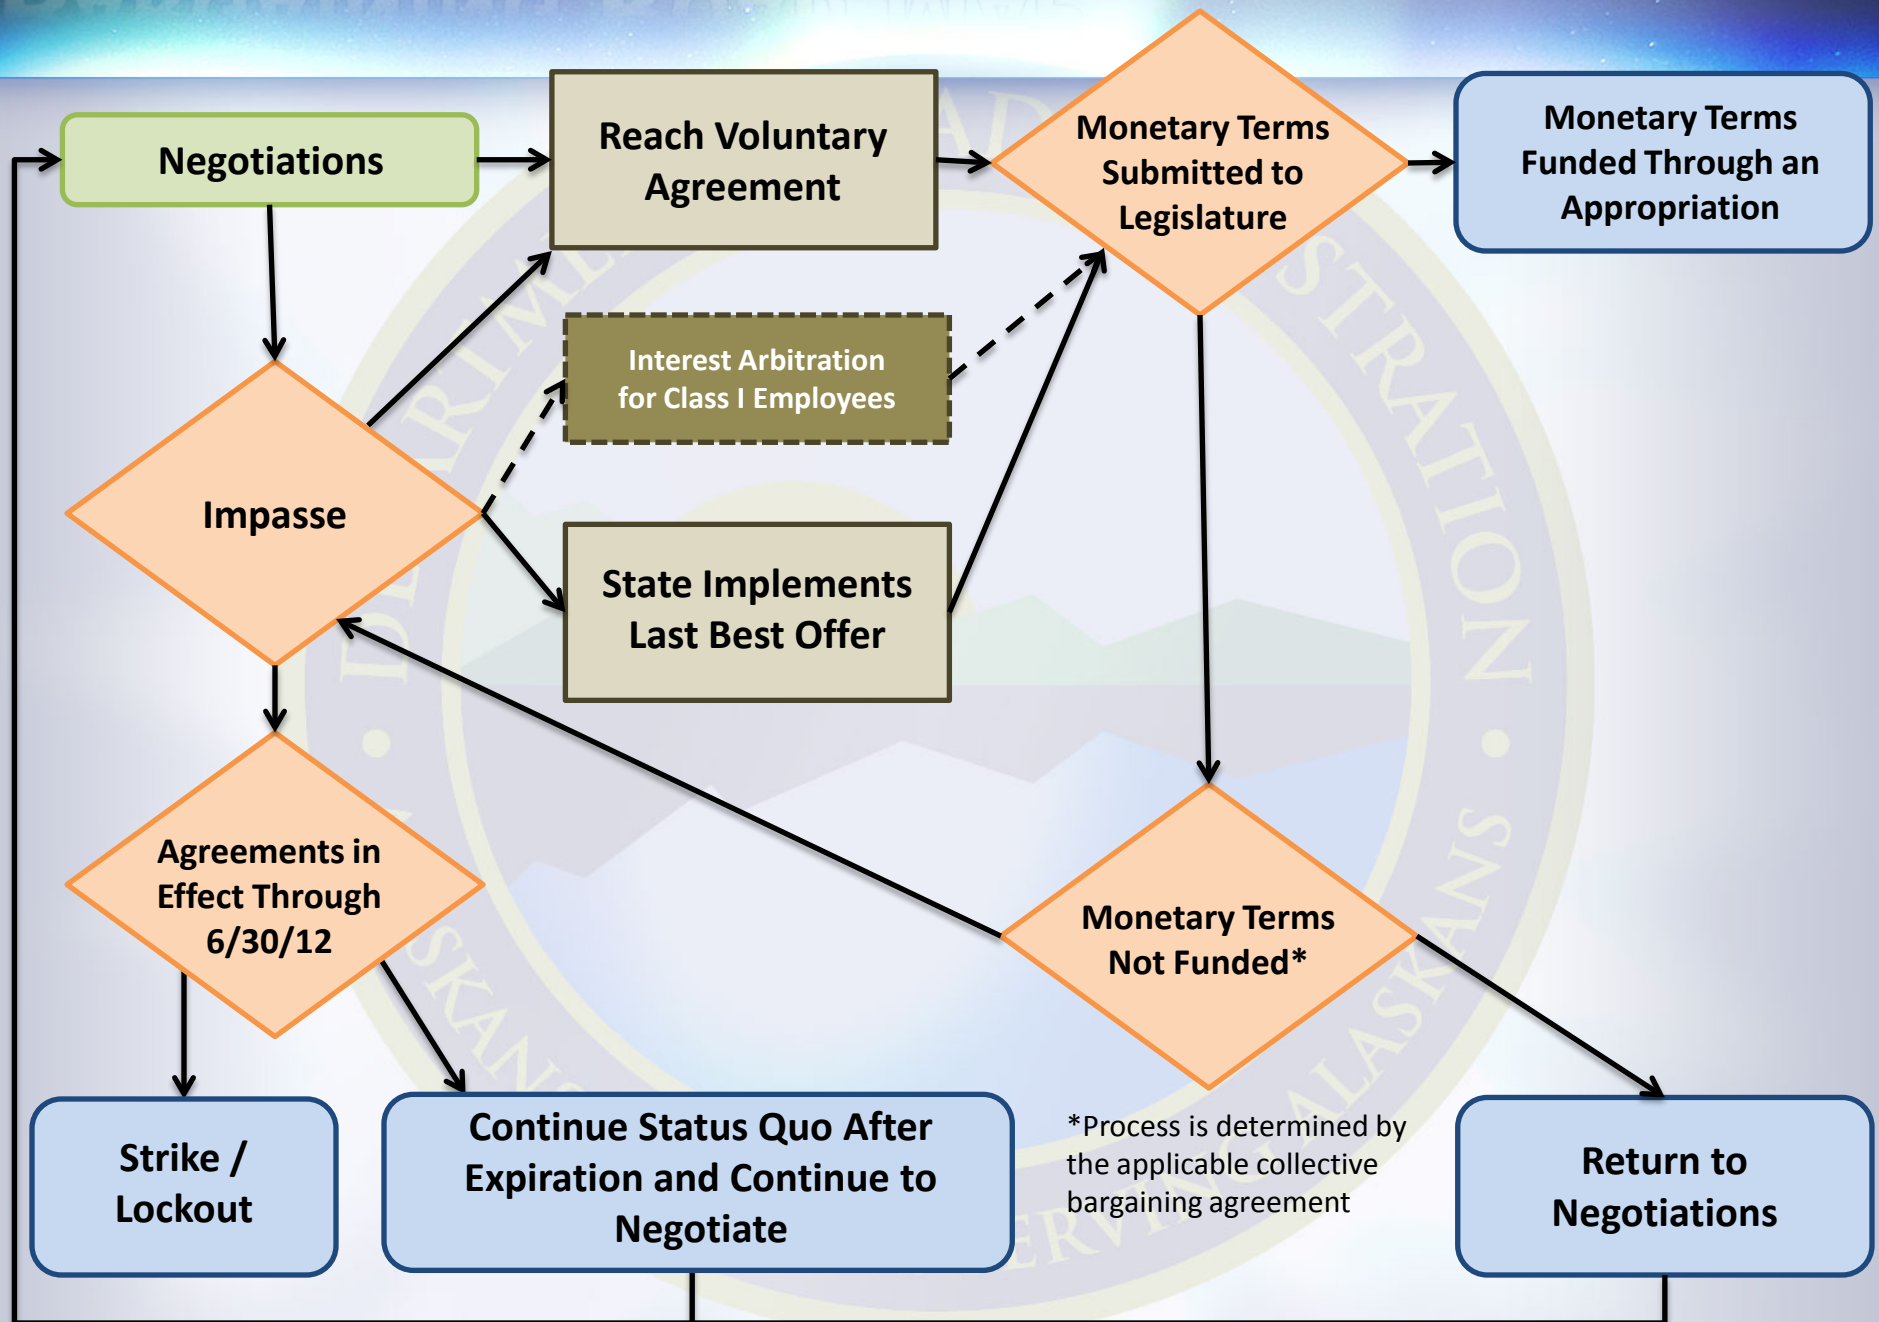 Negotiations
Reach Voluntary
Agreement
Monetary Terms
Submitted to
Legislature
Monetary Terms
Funded Through an
Appropriation
Interest Arbitration
for Class I Employees
Impasse
State Implements
Last Best Offer
Agreements in
Effect Through
6/30/12
Monetary Terms
Not Funded*
Strike /
Lockout
Continue Status Quo After
Expiration and Continue to
Negotiate
*Process is determined by
the applicable collective
bargaining agreement
Return to
Negotiations